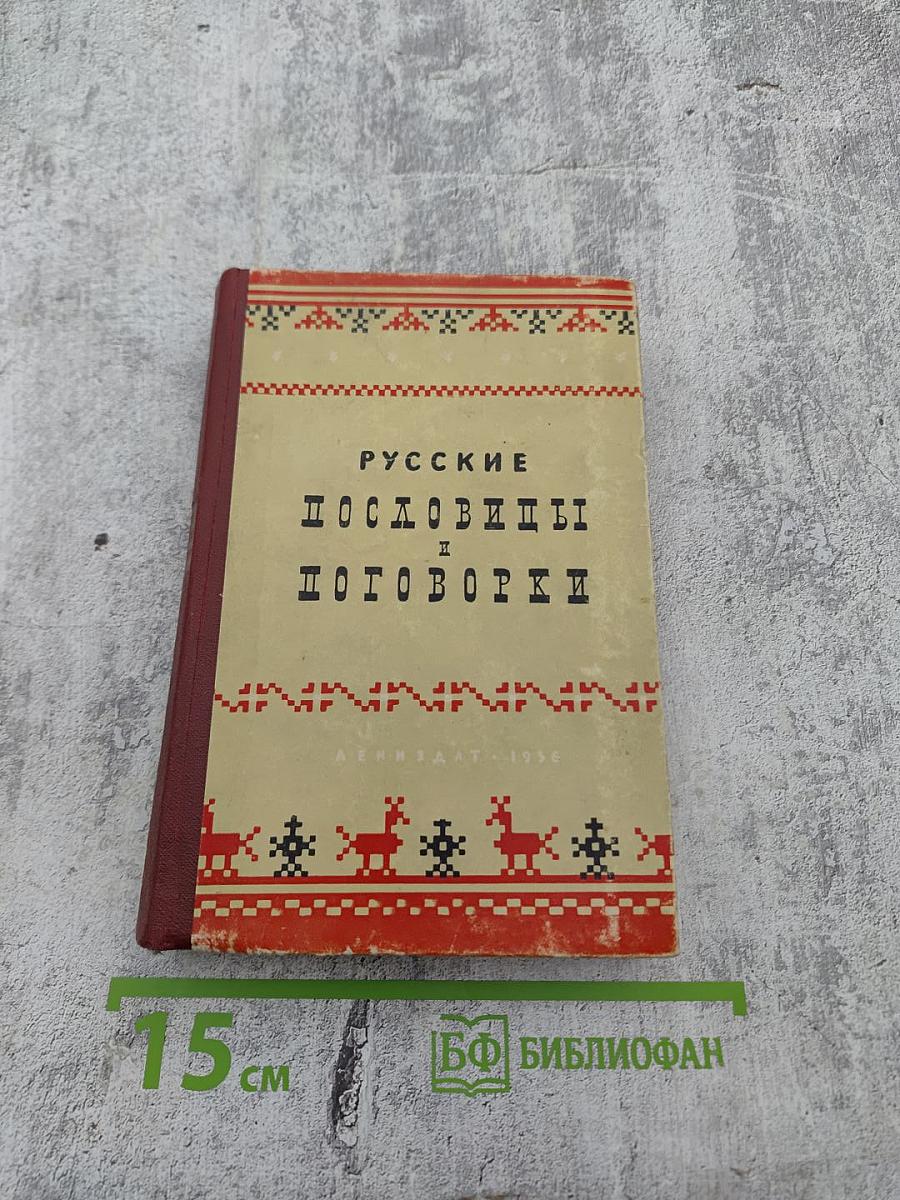 РУССКИЕ
ПОСЛОВИЦЫ
И
ПОГОВОРКИ
ЛЕНИЗДАТ · 1956
15 см
БФ БИБЛИОФАН